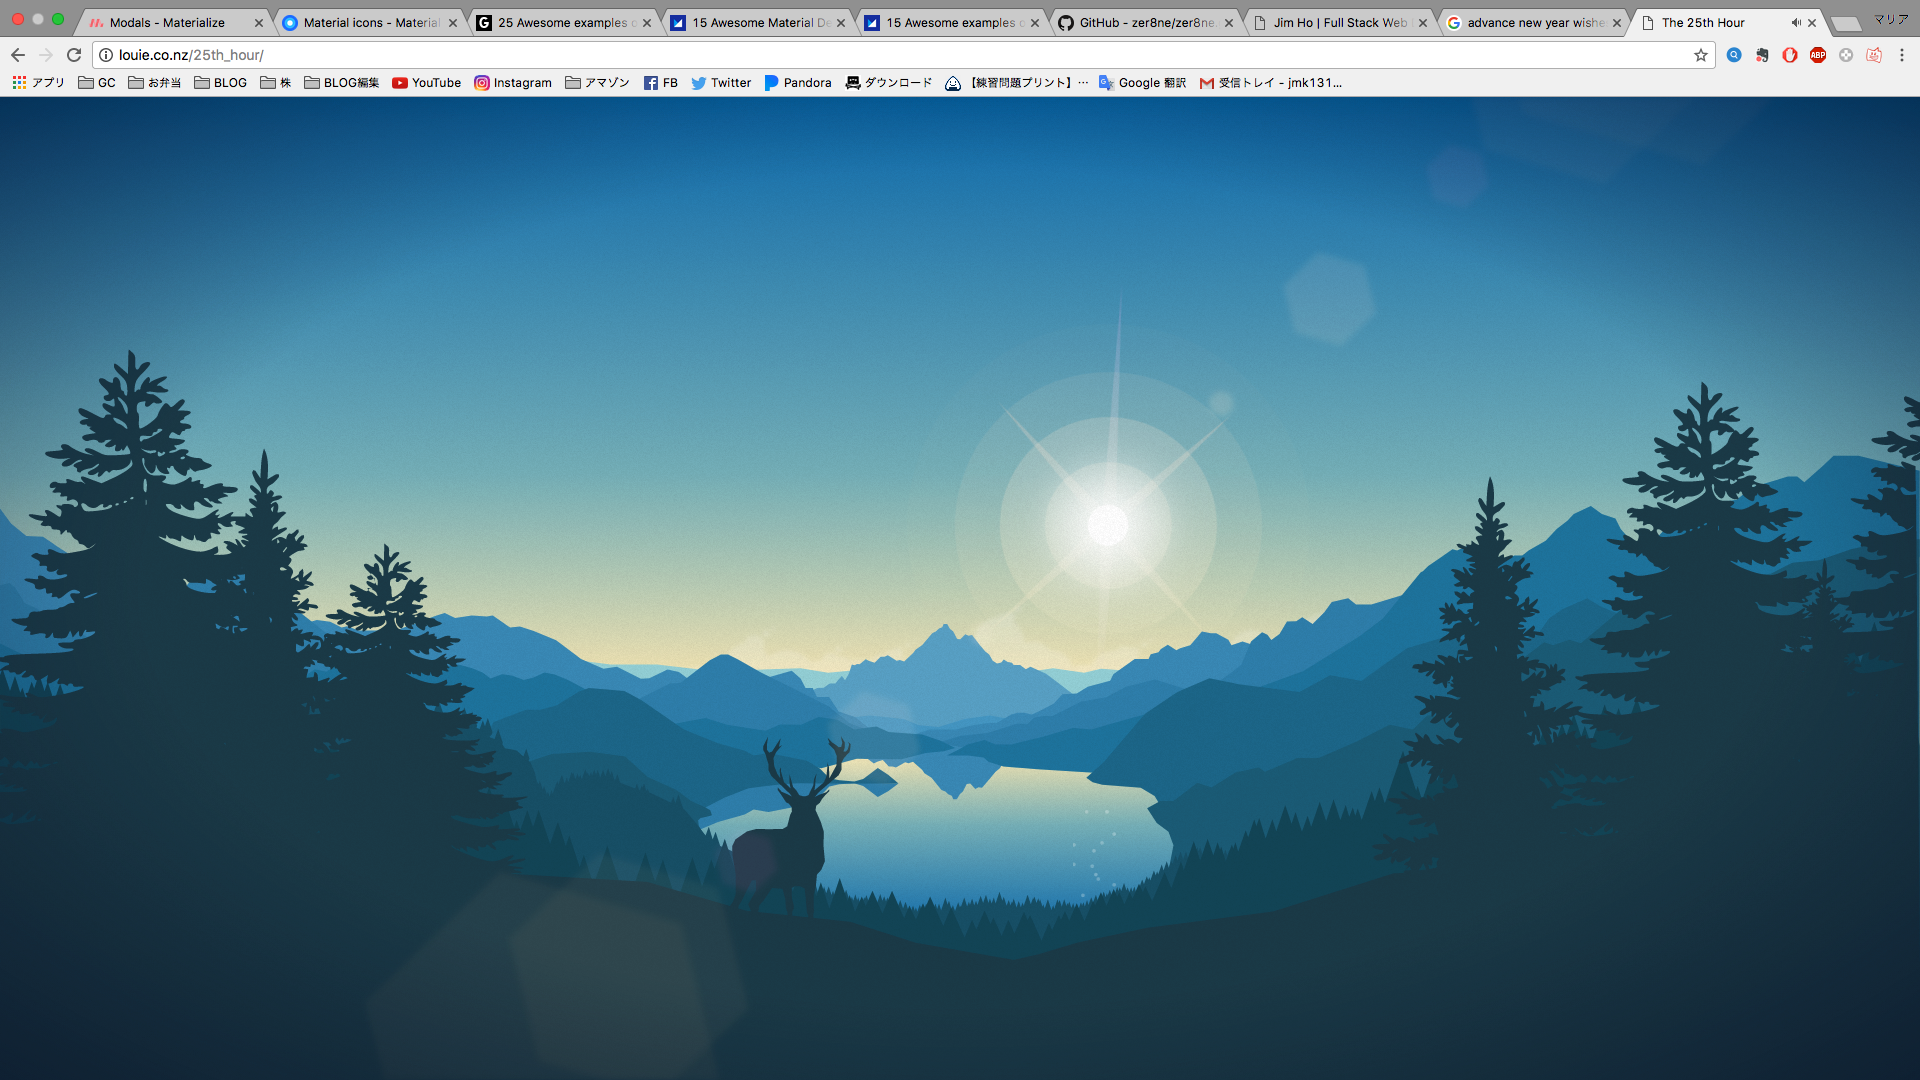 Modals - Materialize
Material icons - Material
25 Awesome examples o
15 Awesome Material De
15 Awesome examples o
GitHub - zer8ne/zer8ne.
Jim Ho | Full Stack Web
advance new year wishe
The 25th Hour
マリア
louie.co.nz/25th_hour/
アプリ GC お弁当 BLOG 株 BLOG編集 YouTube Instagram アマゾン FB Twitter Pandora ダウンロード 【練習問題プリント】… Google 翻訳 受信トレイ - jmk131...
ABP